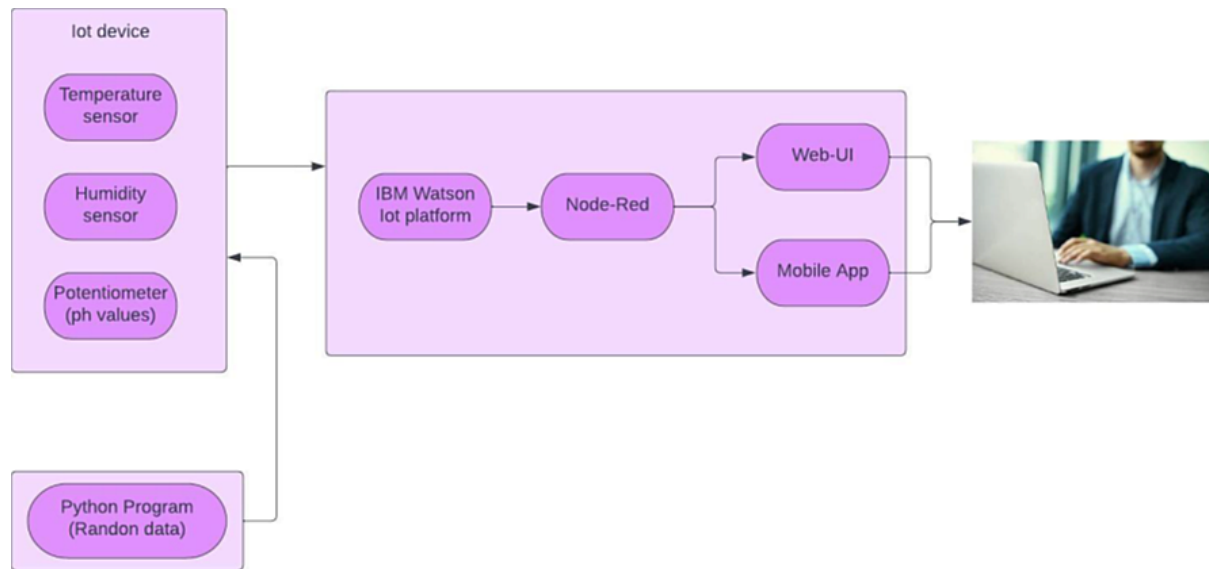 Iot device
Temperature
sensor
Humidity
sensor
Potentiometer
(ph values)
IBM Watson
Iot platform
Node-Red
Web-UI
Mobile App
Python Program
(Randon data)